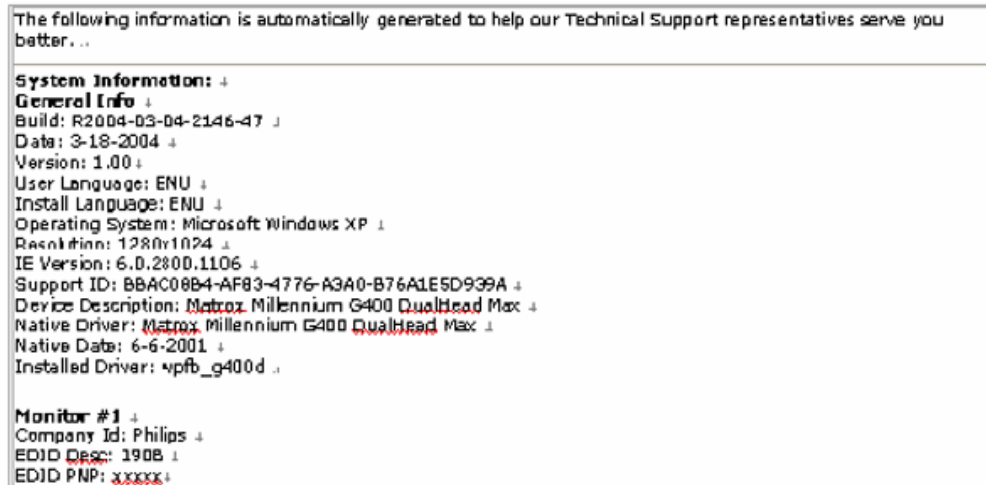 The following information is automatically generated to help our Technical Support representatives serve you
better...
System Information:
General Info
Build: R2004-03-04-2146-47
Date: 3-18-2004
Version: 1.00
User Language: ENU
Install Language: ENU
Operating System: Microsoft Windows XP
Resolution: 1280x1024
IE Version: 6.0.2800.1106
Support ID: BBAC08B4-AF83-4776-A3A0-B76A1E5D939A
Device Description: Matrox Millennium G400 DualHead Max
Native Driver: Matrox Millennium G400 DualHead Max
Native Date: 6-6-2001
Installed Driver: vpfb_g400d
Monitor #1
Company Id: Philips
EDID Desc: 190B
EDID PNP: xxxxx